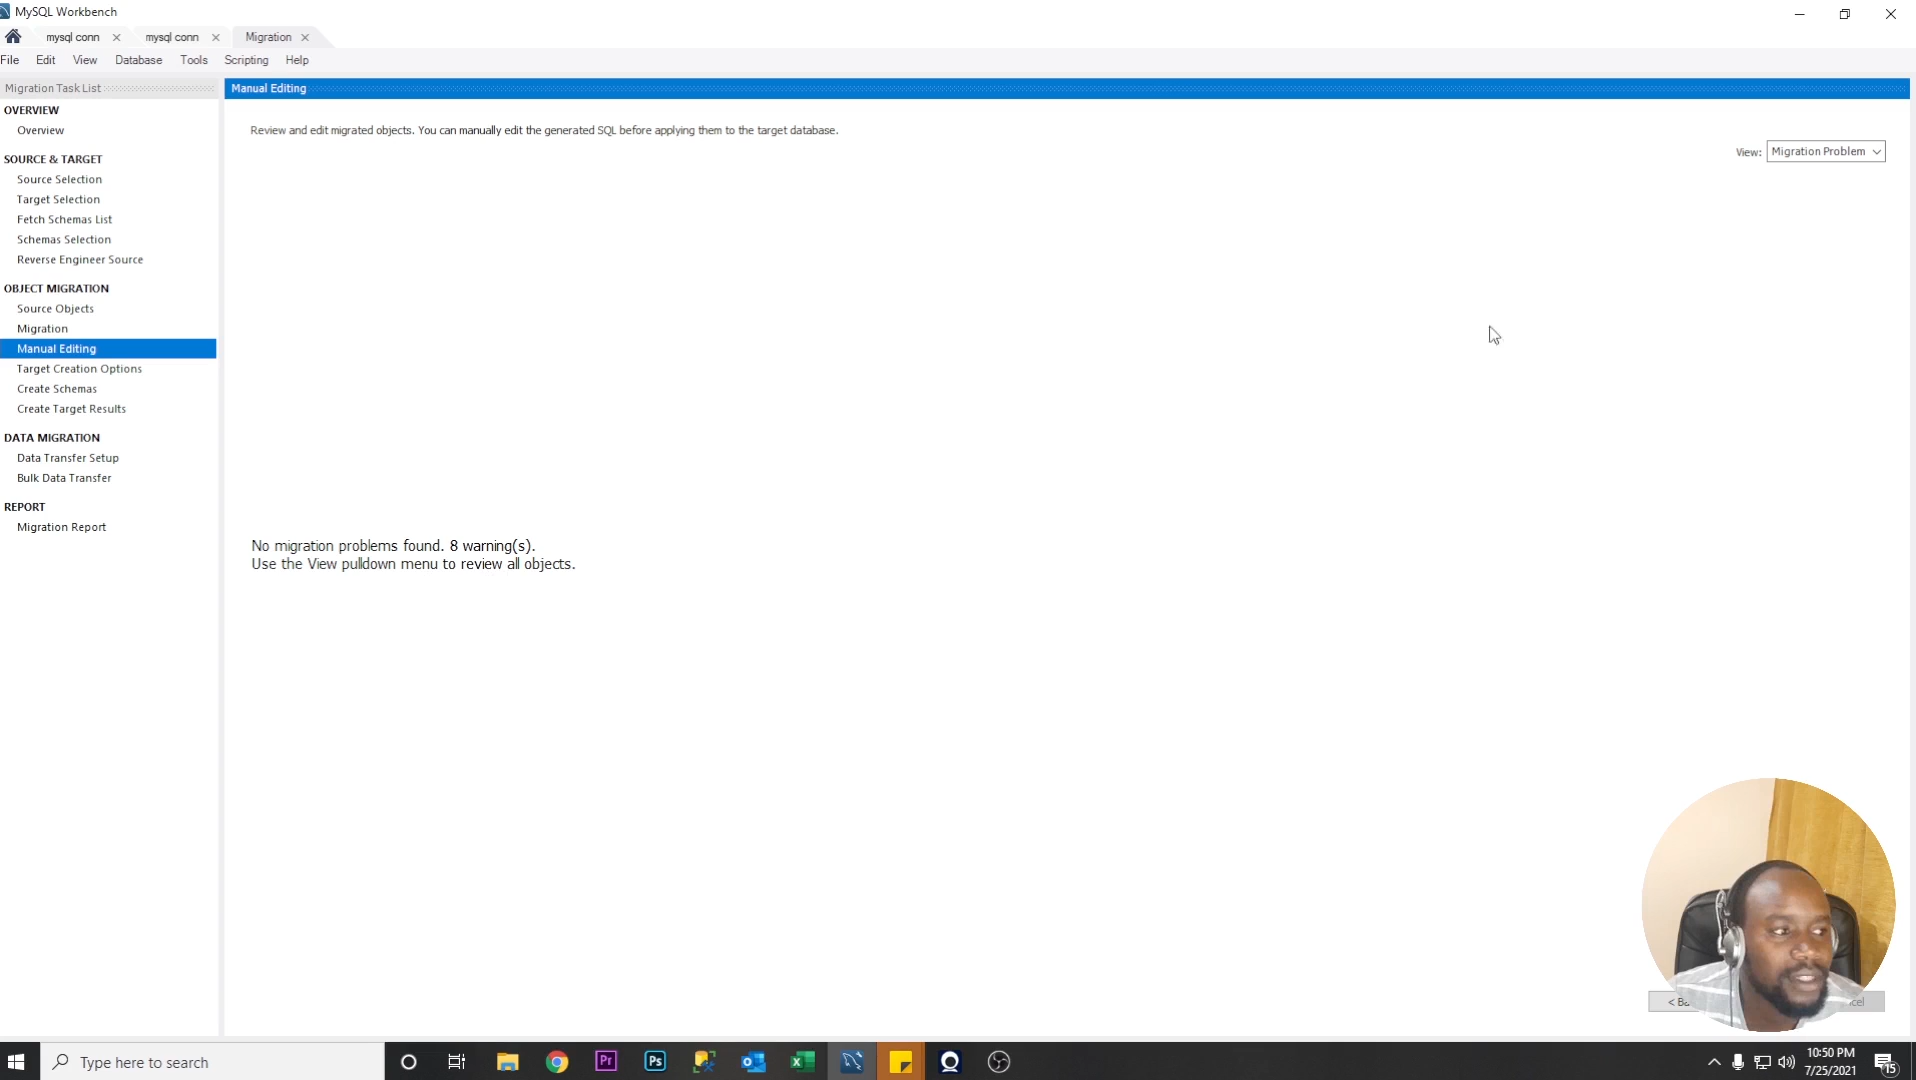 MySQL Workbench
mysql conn
mysql conn
Migration
File Edit View Database Tools Scripting Help
Migration Task List
OVERVIEW
Overview
SOURCE & TARGET
Source Selection
Target Selection
Fetch Schemas List
Schemas Selection
Reverse Engineer Source
OBJECT MIGRATION
Source Objects
Migration
Manual Editing
Target Creation Options
Create Schemas
Create Target Results
DATA MIGRATION
Data Transfer Setup
Bulk Data Transfer
REPORT
Migration Report
Manual Editing
Review and edit migrated objects. You can manually edit the generated SQL before applying them to the target database.
View: Migration Problem
No migration problems found. 8 warning(s).
Use the View pulldown menu to review all objects.
Type here to search
Pr
Ps
10:50 PM
7/25/2021
15